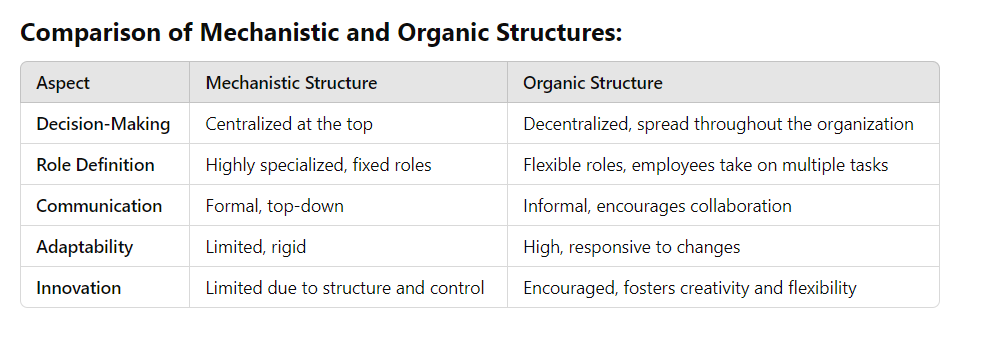 Comparison of Mechanistic and Organic Structures:
Aspect Mechanistic Structure Organic Structure
Decision-Making Centralized at the top Decentralized, spread throughout the organization
Role Definition Highly specialized, fixed roles Flexible roles, employees take on multiple tasks
Communication Formal, top-down Informal, encourages collaboration
Adaptability Limited, rigid High, responsive to changes
Innovation Limited due to structure and control Encouraged, fosters creativity and flexibility